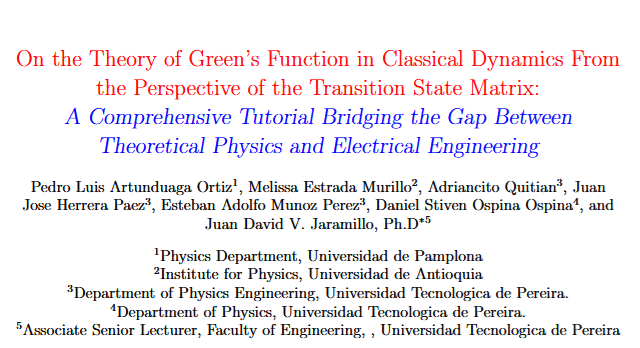 On the Theory of Green's Function in Classical Dynamics From
the Perspective of the Transition State Matrix:
A Comprehensive Tutorial Bridging the Gap Between
Theoretical Physics and Electrical Engineering
Pedro Luis Artunduaga Ortiz¹, Melissa Estrada Murillo², Adriancito Quitian³, Juan
Jose Herrera Paez³, Esteban Adolfo Munoz Perez³, Daniel Stiven Ospina Ospina⁴, and
Juan David V. Jaramillo, Ph.D*⁵
¹Physics Department, Universidad de Pamplona
²Institute for Physics, Universidad de Antioquia
³Department of Physics Engineering, Universidad Tecnologica de Pereira.
⁴Department of Physics, Universidad Tecnologica de Pereira.
⁵Associate Senior Lecturer, Faculty of Engineering, , Universidad Tecnologica de Pereira